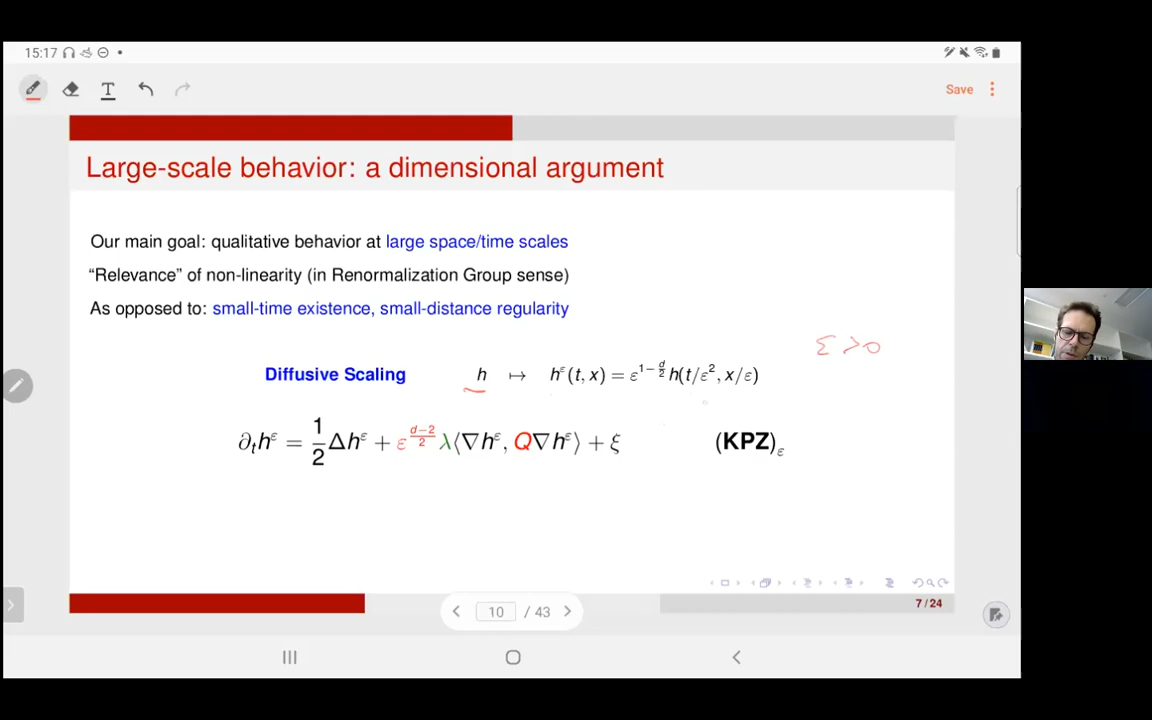 15:17
T
Save
Large-scale behavior: a dimensional argument
Our main goal: qualitative behavior at large space/time scales
“Relevance” of non-linearity (in Renormalization Group sense)
As opposed to: small-time existence, small-distance regularity
ε >0
Diffusive Scaling h ↦ h^ε(t, x) = ε^{1−d/2} h(t/ε², x/ε)
∂ₜh^ε = 1/2 Δh^ε + ε^{(d−2)/2} λ⟨∇h^ε, Q∇h^ε⟩ + ξ (KPZ)_ε
7 / 24
10 / 43